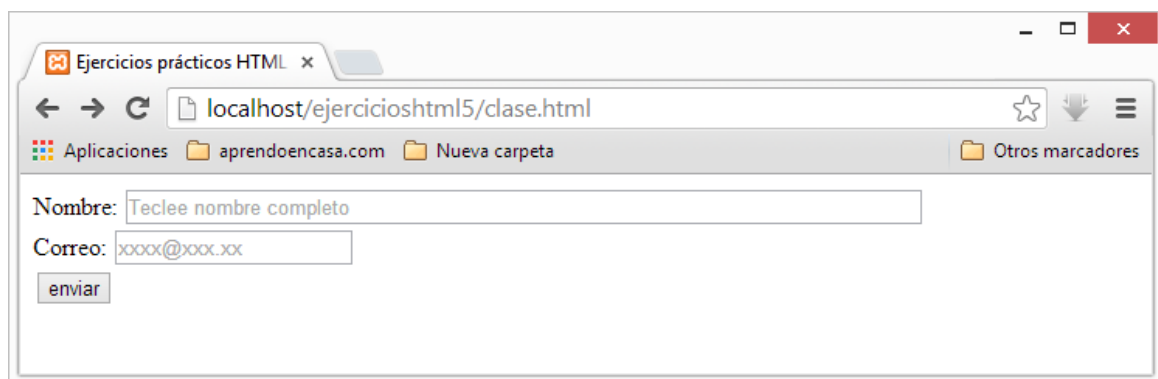 Ejercicios prácticos HTML
localhost/ejercicioshtml5/clase.html
Aplicaciones aprendoencasa.com Nueva carpeta Otros marcadores
Nombre: Teclee nombre completo
Correo: xxxx@xxx.xx
enviar